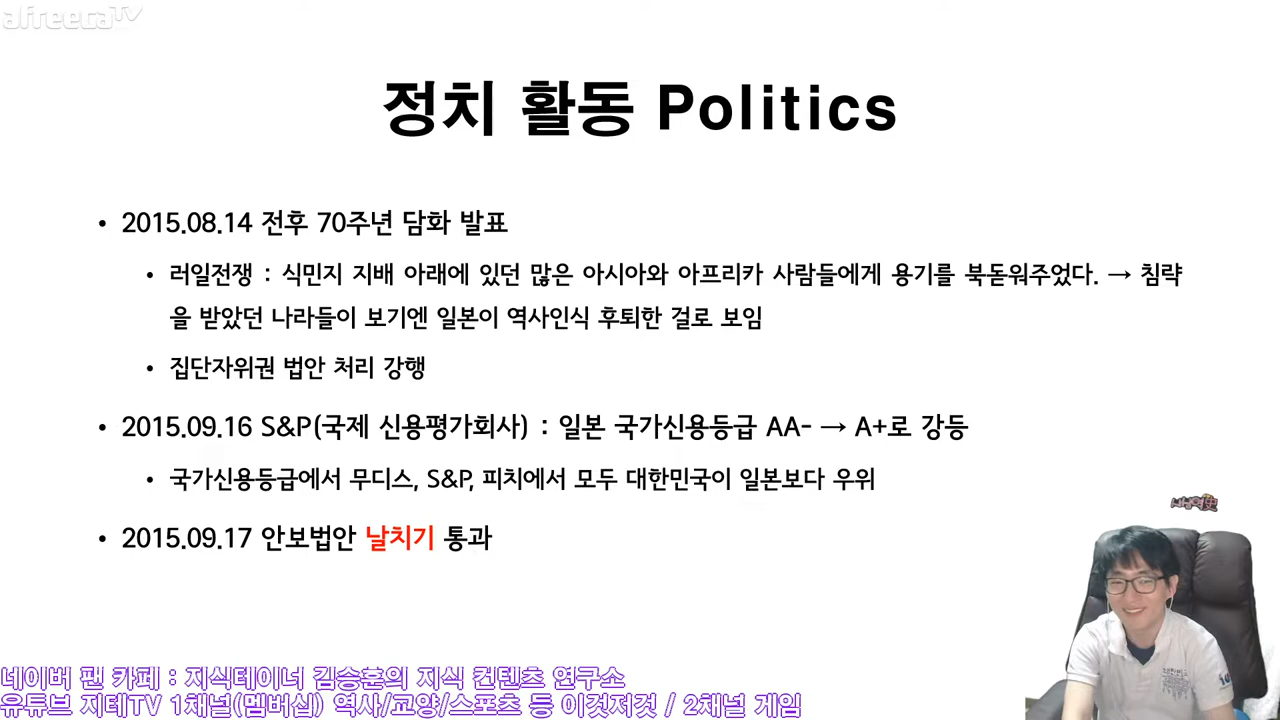 afreecaTV
정치 활동 Politics
• 2015.08.14 전후 70주년 담화 발표
• 러일전쟁 : 식민지 지배 아래에 있던 많은 아시아와 아프리카 사람들에게 용기를 북돋워주었다. → 침략
을 받았던 나라들이 보기엔 일본이 역사인식 후퇴한 걸로 보임
• 집단자위권 법안 처리 강행
• 2015.09.16 S&P(국제 신용평가회사) : 일본 국가신용등급 AA- → A+로 강등
• 국가신용등급에서 무디스, S&P, 피치에서 모두 대한민국이 일본보다 우위
• 2015.09.17 안보법안 날치기 통과
네이버 팬 카페 : 지식테이너 김승훈의 지식 컨텐츠 연구소
유튜브 지테TV 1채널(멤버십) 역사/교양/스포츠 등 이것저것 / 2채널 게임